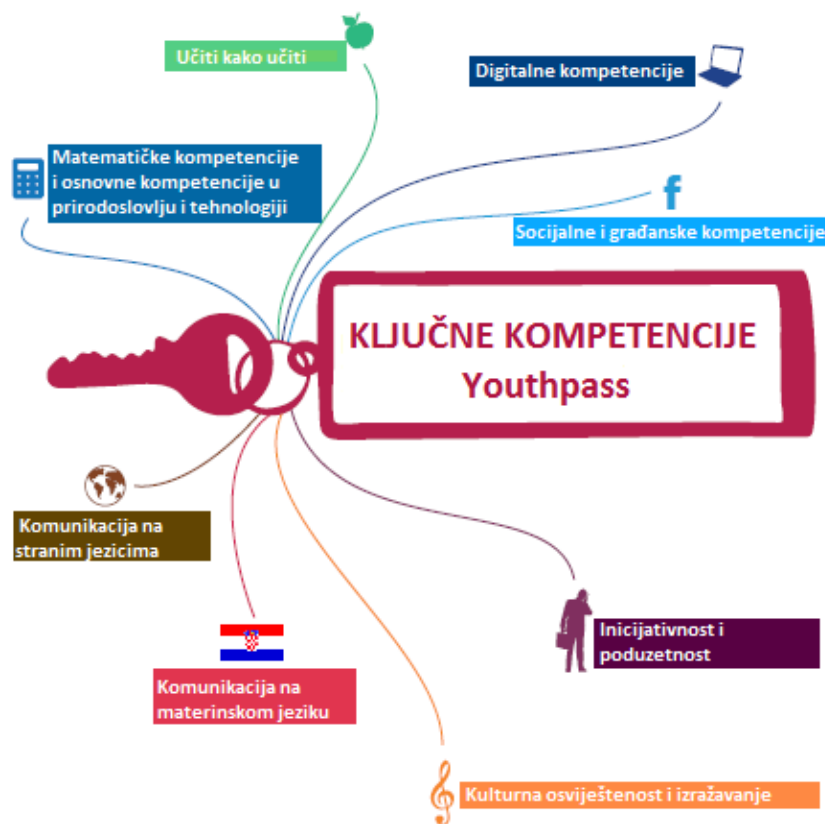 Učiti kako učiti
Digitalne kompetencije
Matematičke kompetencije
i osnovne kompetencije u
prirodoslovlju i tehnologiji
f
Socijalne i građanske kompetencije
KLJUČNE KOMPETENCIJE
Youthpass
Komunikacija na
stranim jezicima
Inicijativnost i
poduzetnost
Komunikacija na
materinskom jeziku
Kulturna osviještenost i izražavanje